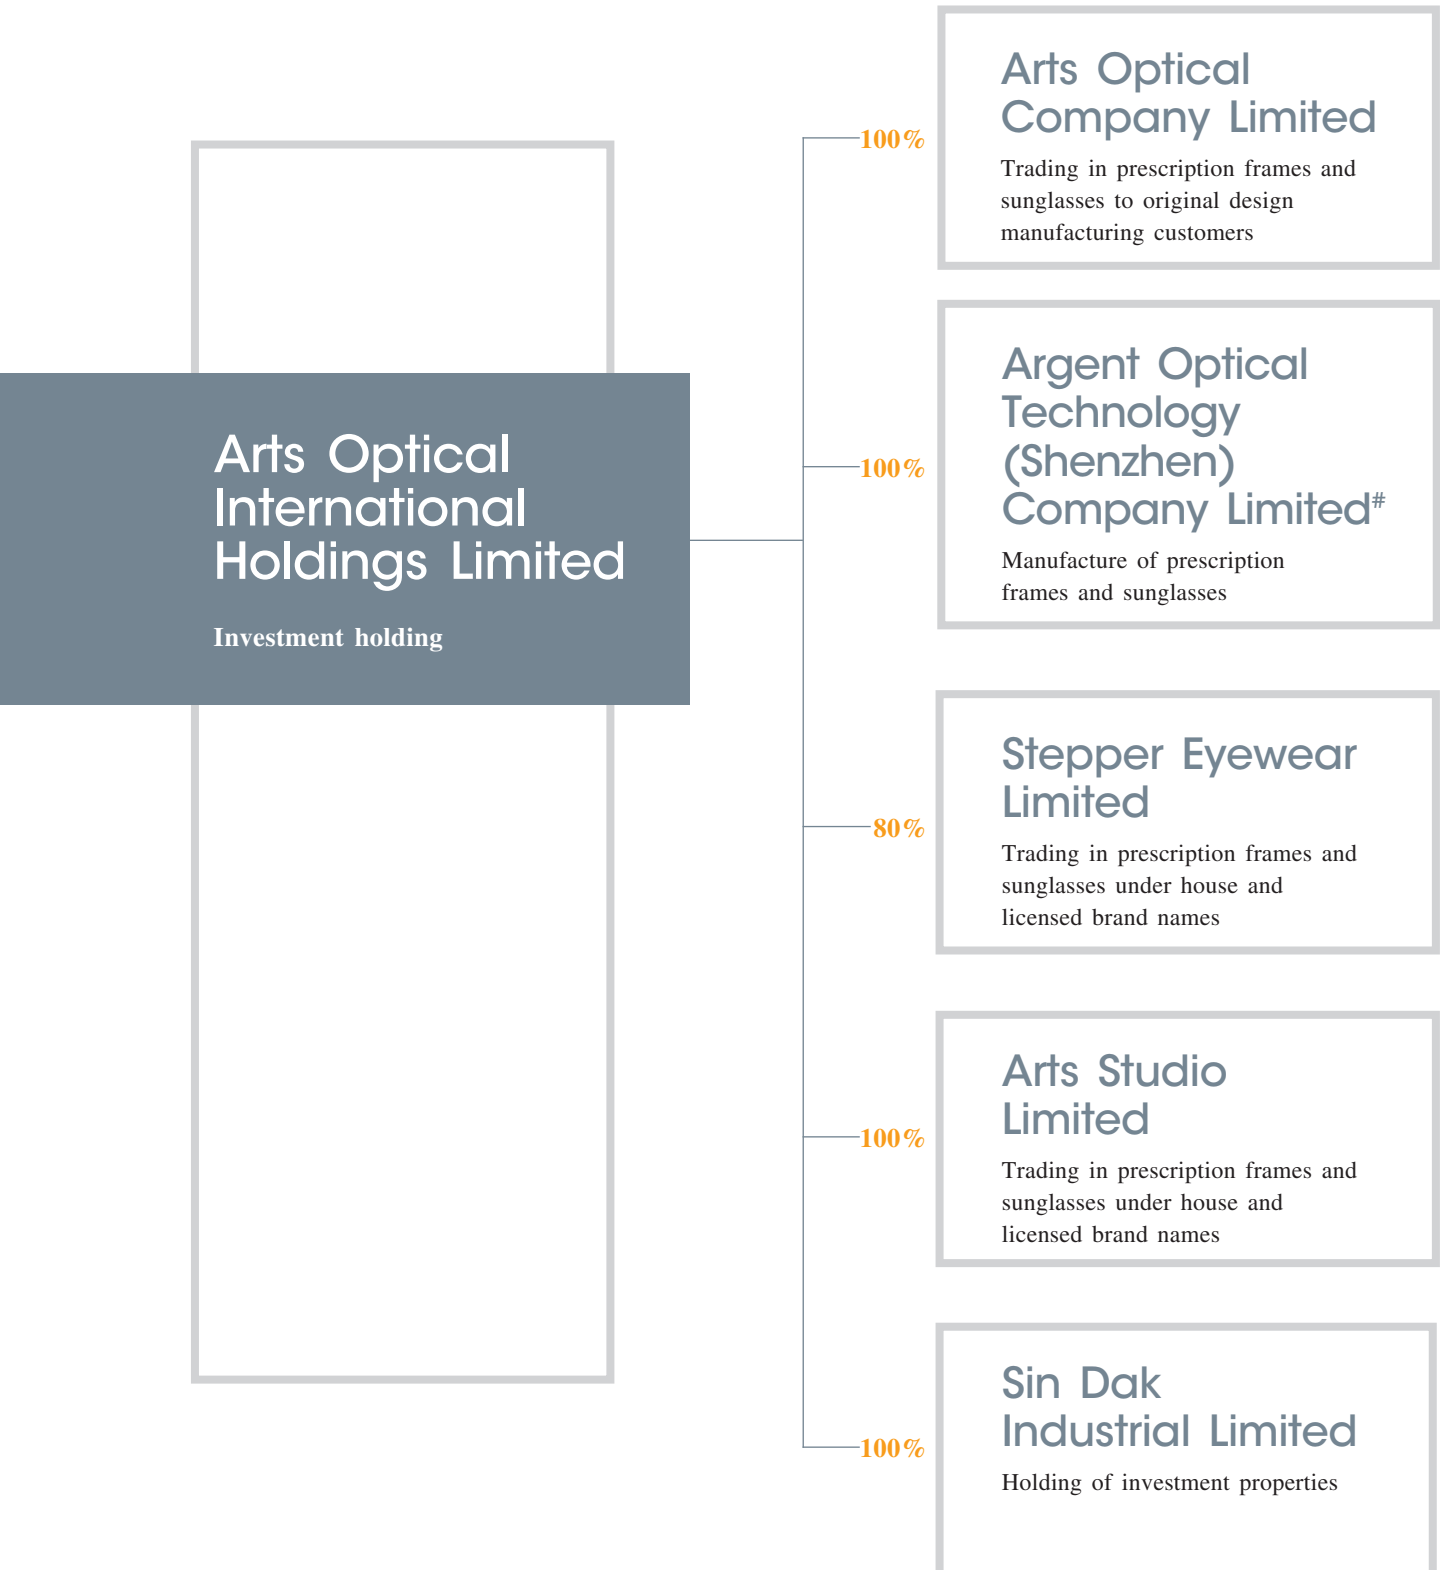 Arts Optical
International
Holdings Limited
Investment holding
100%
Arts Optical
Company Limited
Trading in prescription frames and
sunglasses to original design
manufacturing customers
100%
Argent Optical
Technology
(Shenzhen)
Company Limited#
Manufacture of prescription
frames and sunglasses
80%
Stepper Eyewear
Limited
Trading in prescription frames and
sunglasses under house and
licensed brand names
100%
Arts Studio
Limited
Trading in prescription frames and
sunglasses under house and
licensed brand names
100%
Sin Dak
Industrial Limited
Holding of investment properties